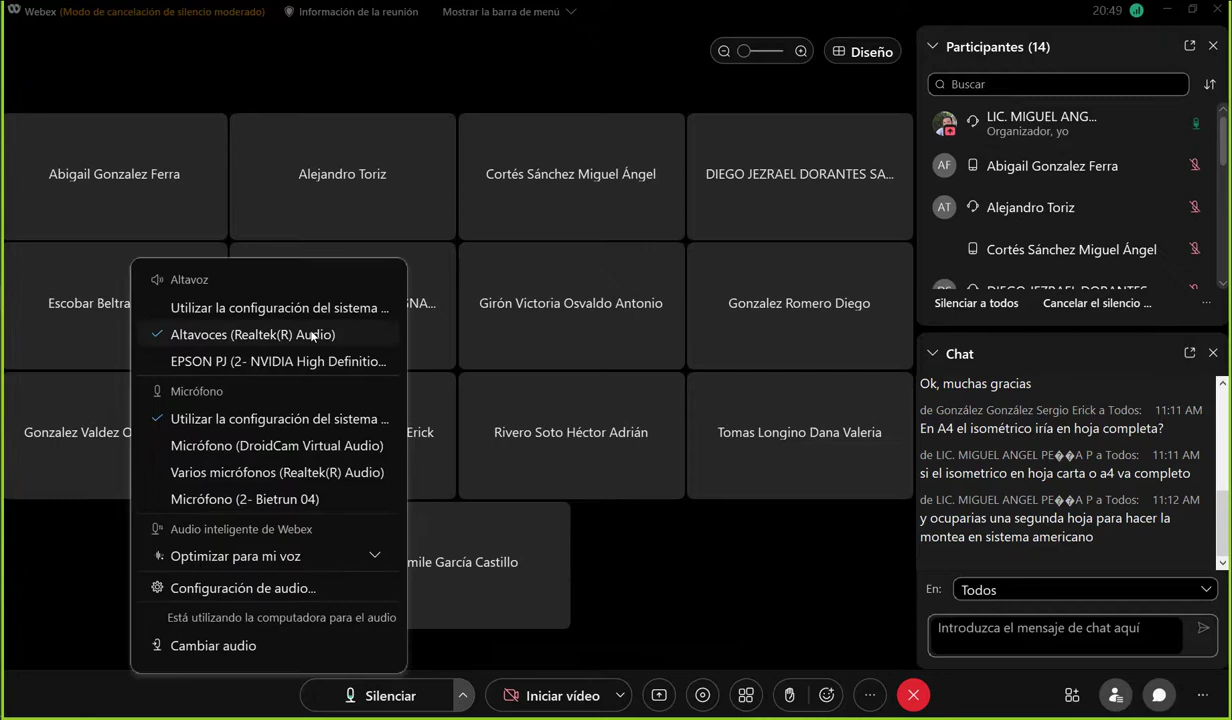 Webex (Modo de cancelación de silencio moderado) Información de la reunión Mostrar la barra de menú 20:49
Diseño
Participantes (14)
Buscar
LIC. MIGUEL ANG...
Organizador, yo
AF Abigail Gonzalez Ferra
AT Alejandro Toriz
Cortés Sánchez Miguel Ángel
Silenciar a todos Cancelar el silencio ... ...
Abigail Gonzalez Ferra
Alejandro Toriz
Cortés Sánchez Miguel Ángel
DIEGO JEZRAEL DORANTES SA...
Escobar Beltra
SNA...
Girón Victoria Osvaldo Antonio
Gonzalez Romero Diego
Gonzalez Valdez O
Erick
Rivero Soto Héctor Adrián
Tomas Longino Dana Valeria
mile García Castillo
Altavoz
Utilizar la configuración del sistema ...
Altavoces (Realtek(R) Audio)
EPSON PJ (2- NVIDIA High Definitio...
Micrófono
Utilizar la configuración del sistema ...
Micrófono (DroidCam Virtual Audio)
Varios micrófonos (Realtek(R) Audio)
Micrófono (2- Bietrun 04)
Audio inteligente de Webex
Optimizar para mi voz
Configuración de audio...
Está utilizando la computadora para el audio
Cambiar audio
Chat
Ok, muchas gracias
de González González Sergio Erick a Todos: 11:11 AM
En A4 el isométrico iría en hoja completa?
de LIC. MIGUEL ANGEL PE��A P a Todos: 11:11 AM
si el isometrico en hoja carta o a4 va completo
de LIC. MIGUEL ANGEL PE��A P a Todos: 11:12 AM
y ocuparias una segunda hoja para hacer la
montea en sistema americano
En: Todos
Introduzca el mensaje de chat aquí
Silenciar
Iniciar vídeo